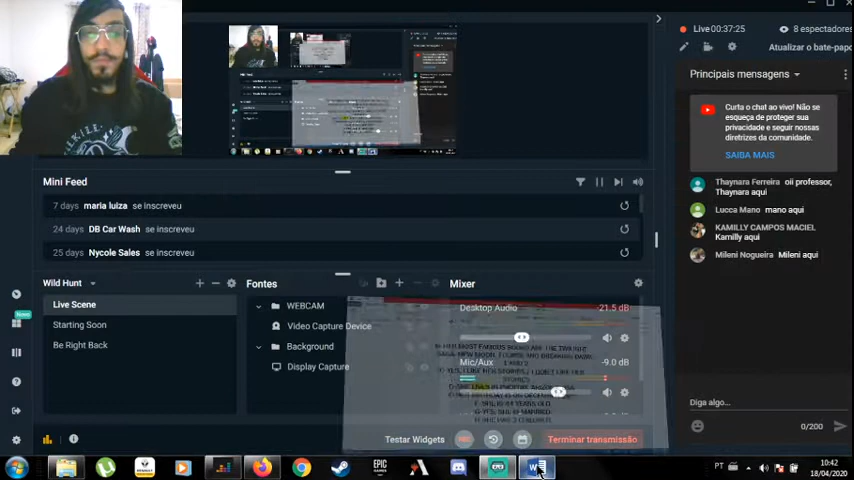 Live 00:37:25
8 espectadores
Atualizar o bate-papo
Principais mensagens
Curta o chat ao vivo! Não se
esqueça de proteger sua
privacidade e seguir nossas
diretrizes da comunidade.
SAIBA MAIS
Thaynara Ferreira oii professor,
Thaynara aqui
Lucca Mano mano aqui
KAMILLY CAMPOS MACIEL
Kamilly aqui
Mileni Nogueira Mileni aqui
Diga algo...
0/200
Mini Feed
7 days maria luiza se inscreveu
24 days DB Car Wash se inscreveu
25 days Nycole Sales se inscreveu
Wild Hunt
Live Scene
Starting Soon
Be Right Back
Fontes
WEBCAM
Video Capture Device
Background
Display Capture
Mixer
Desktop Audio -21.5 dB
Mic/Aux -9.0 dB
Testar Widgets
REC
Terminar transmissão
News
EPIC
GAMES
PT
10:42
18/04/2020